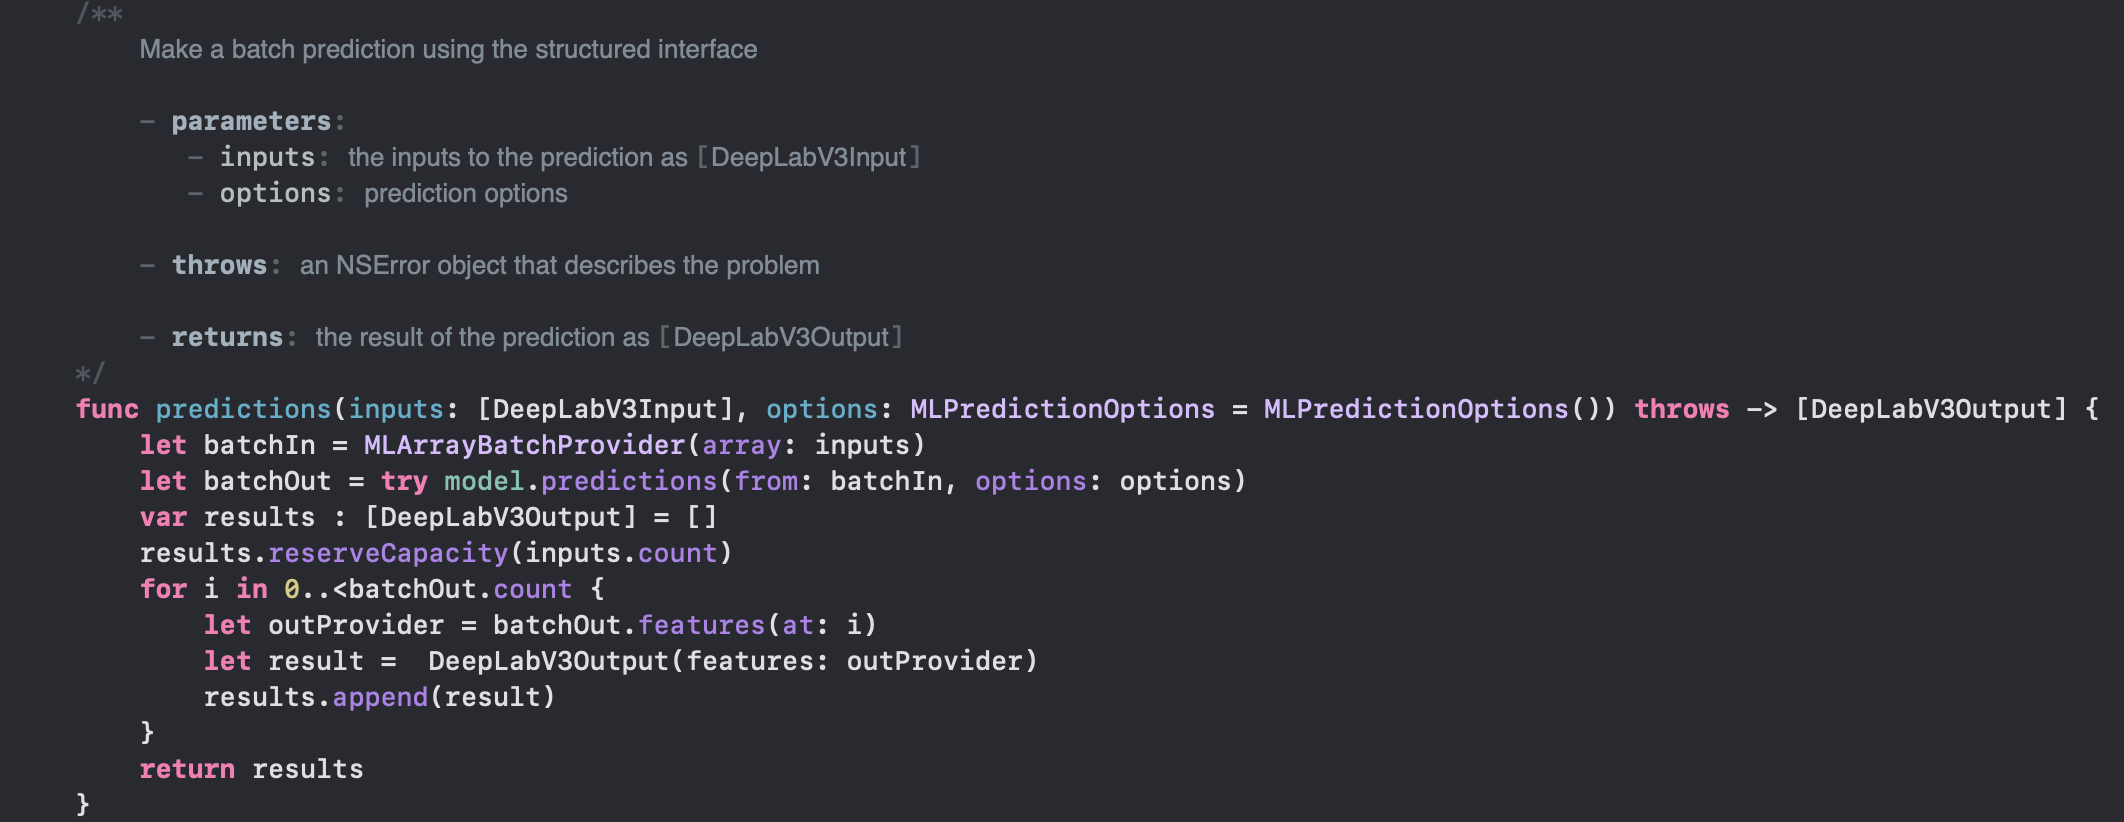 /**
Make a batch prediction using the structured interface
- parameters:
- inputs: the inputs to the prediction as [DeepLabV3Input]
- options: prediction options
- throws: an NSError object that describes the problem
- returns: the result of the prediction as [DeepLabV3Output]
*/
func predictions(inputs: [DeepLabV3Input], options: MLPredictionOptions = MLPredictionOptions()) throws -> [DeepLabV3Output] {
let batchIn = MLArrayBatchProvider(array: inputs)
let batchOut = try model.predictions(from: batchIn, options: options)
var results : [DeepLabV3Output] = []
results.reserveCapacity(inputs.count)
for i in 0..<batchOut.count {
let outProvider = batchOut.features(at: i)
let result =  DeepLabV3Output(features: outProvider)
results.append(result)
}
return results
}